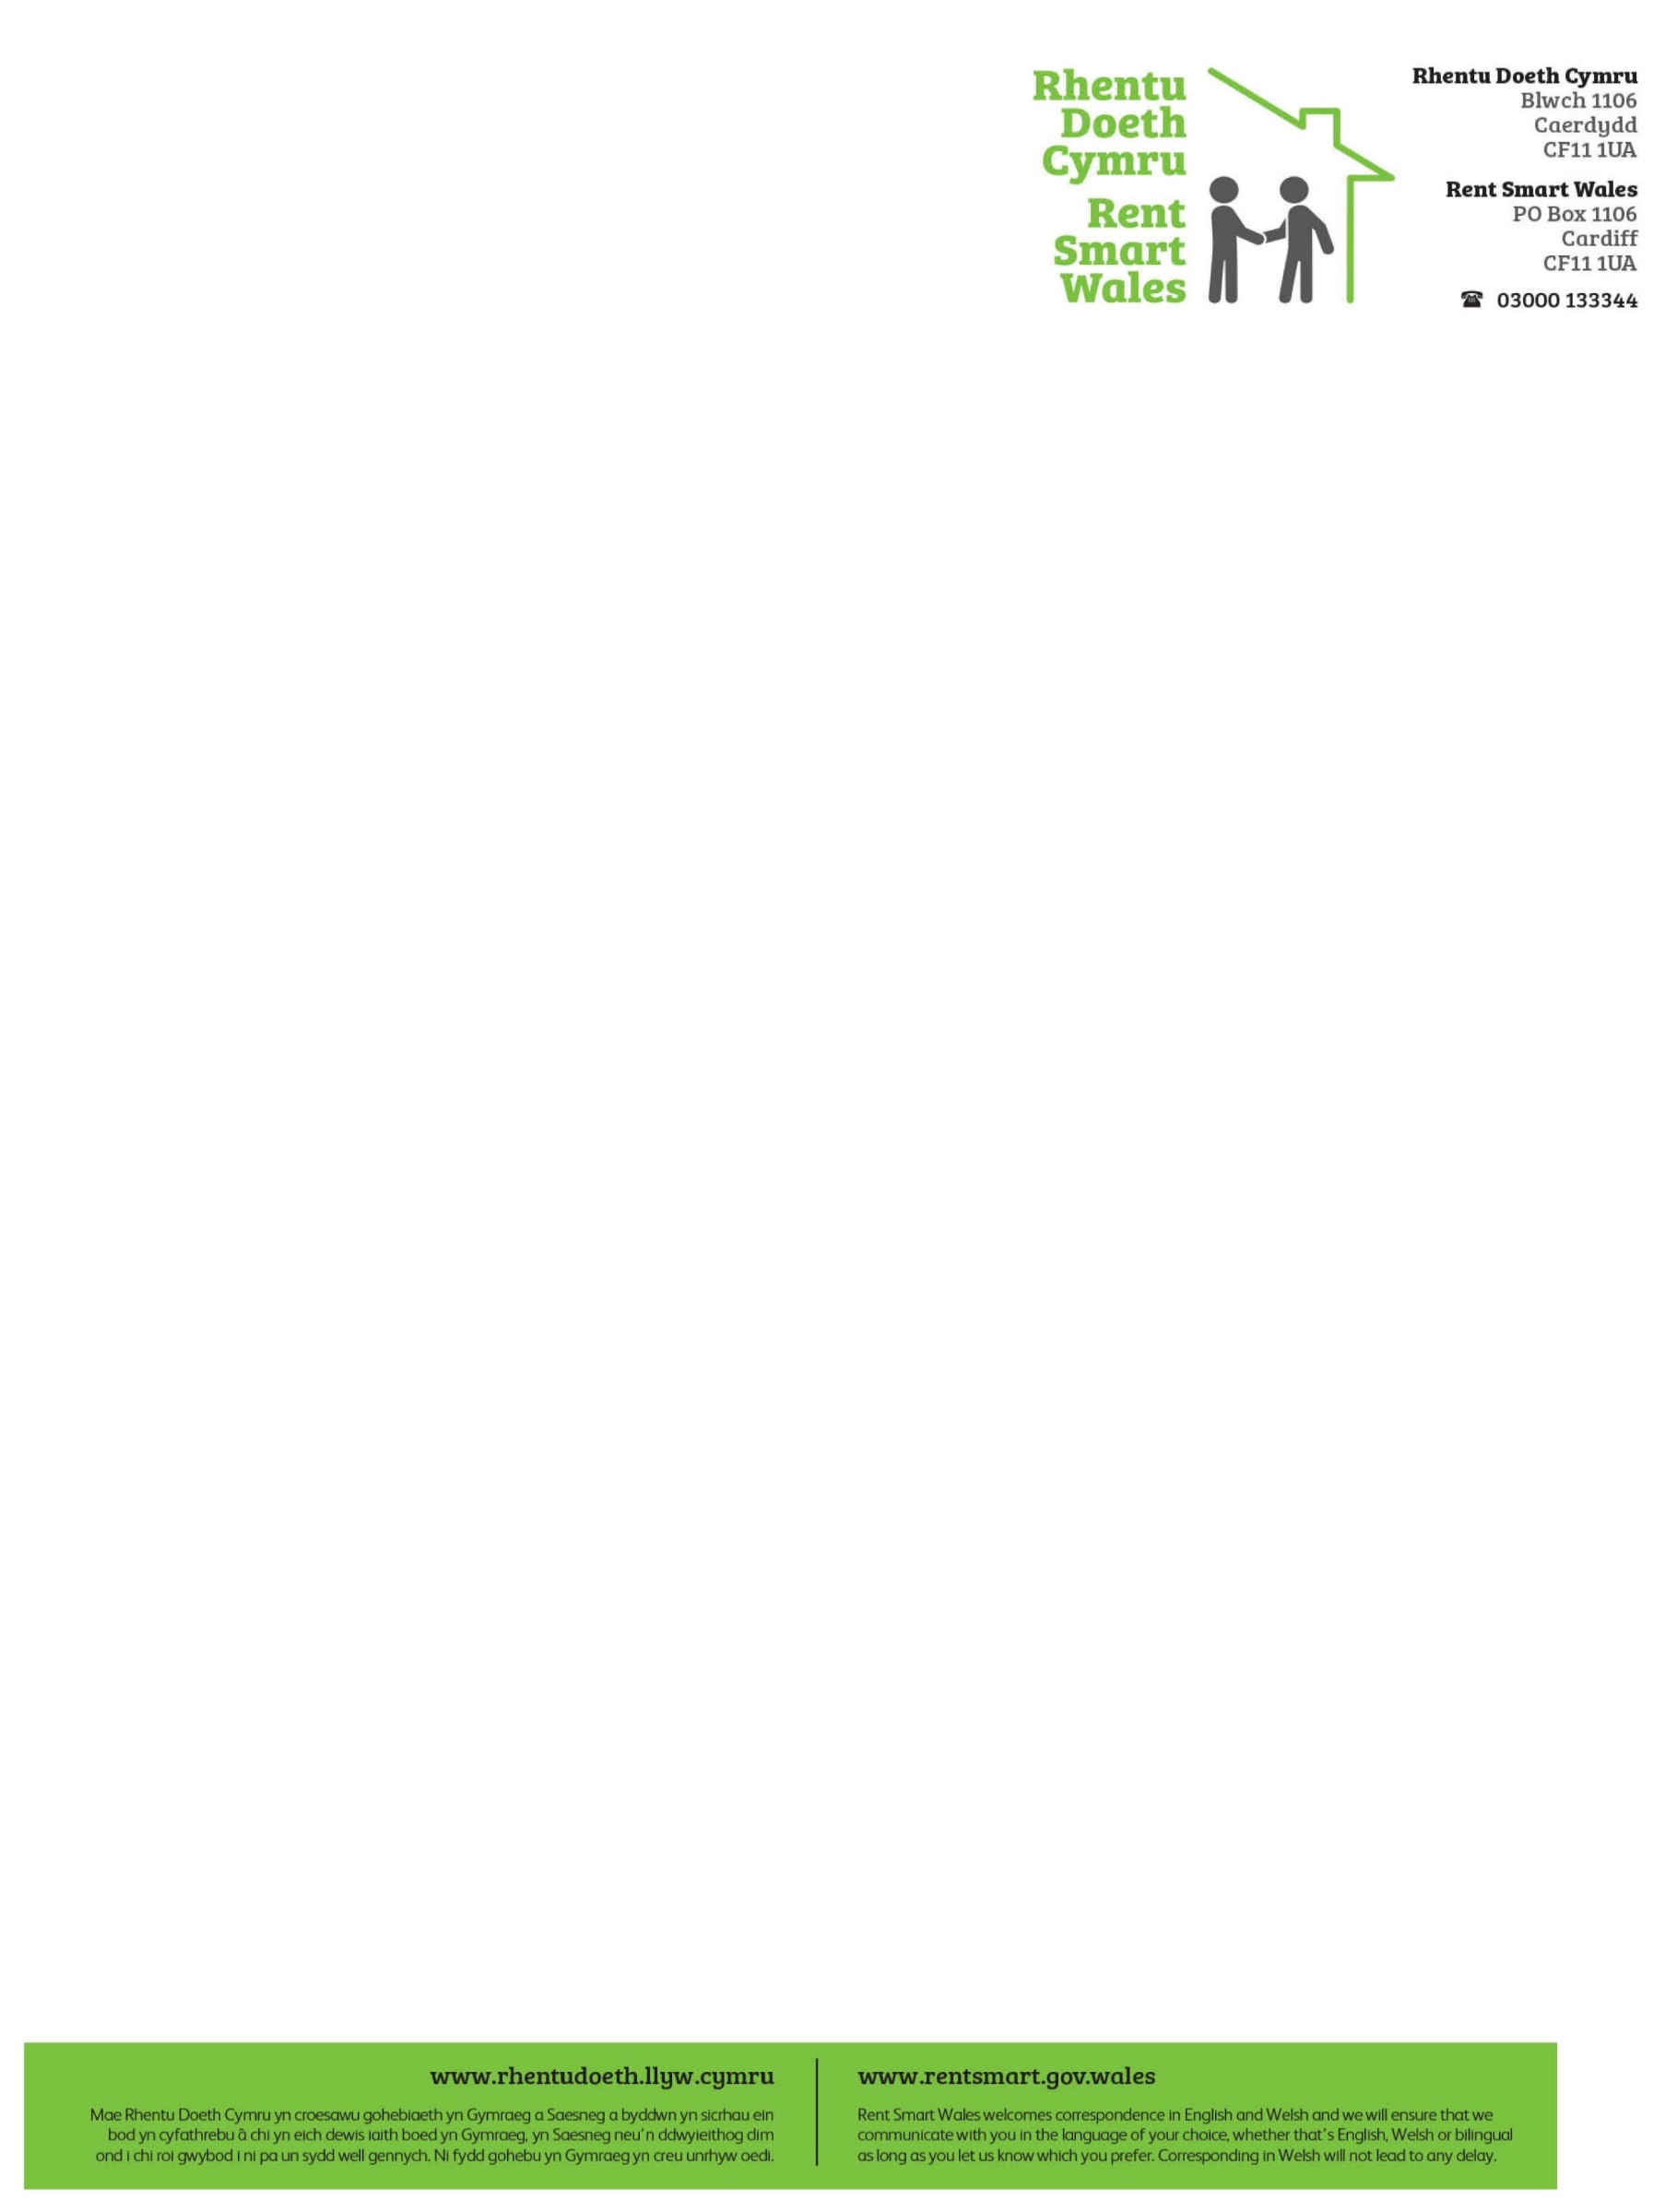 Rhentu
Doeth
Cymru
Rent
Smart
Wales
Rhentu Doeth Cymru
Blwch 1106
Caerdydd
CF11 1UA
Rent Smart Wales
PO Box 1106
Cardiff
CF11 1UA
☎ 03000 133344
www.rhentudoeth.llyw.cymru
Mae Rhentu Doeth Cymru yn croesawu gohebiaeth yn Gymraeg a Saesneg a byddwn yn sicrhau ein
bod yn cyfathrebu â chi yn eich dewis iaith boed yn Gymraeg, yn Saesneg neu'n ddwyieithog dim
ond i chi roi gwybod i ni pa un sydd well gennych. Ni fydd gohebu yn Gymraeg yn creu unrhyw oedi.
www.rentsmart.gov.wales
Rent Smart Wales welcomes correspondence in English and Welsh and we will ensure that we
communicate with you in the language of your choice, whether that's English, Welsh or bilingual
as long as you let us know which you prefer. Corresponding in Welsh will not lead to any delay.